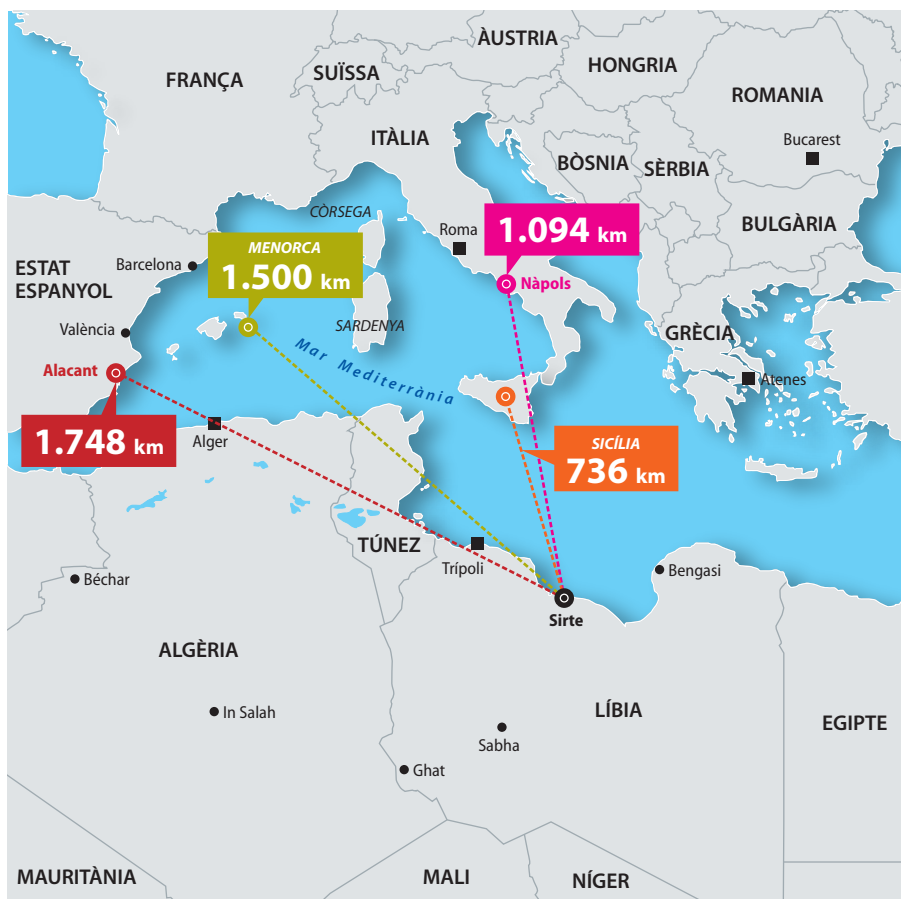 ÀUSTRIA
FRANÇA
SUÏSSA
HONGRIA
ROMANIA
ITÀLIA
Bucarest
BÒSNIA
SÈRBIA
CÒRSEGA
BULGÀRIA
Roma
1.094 km
MENORCA
1.500 km
Barcelona
ESTAT
ESPANYOL
Nàpols
València
SARDENYA
GRÈCIA
Mar Mediterrània
Alacant
Atenes
1.748 km
Alger
SICÍLIA
736 km
TÚNEZ
Trípoli
Bengasi
Béchar
Sirte
ALGÈRIA
In Salah
LÍBIA
EGIPTE
Sabha
Ghat
MAURITÀNIA
MALI
NÍGER